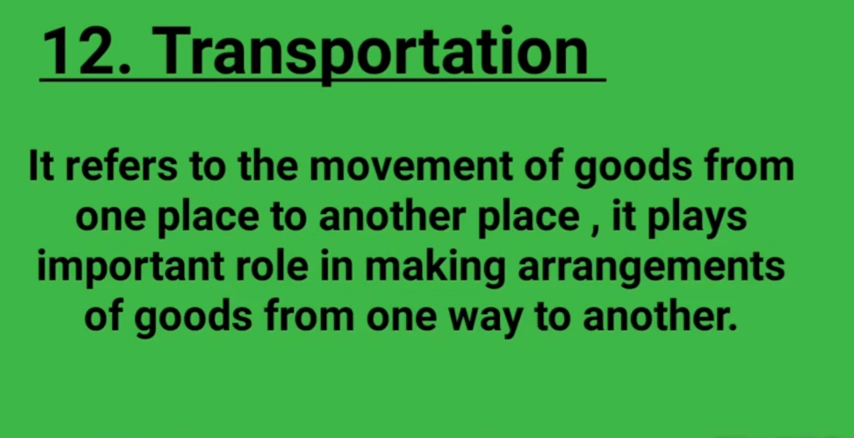 12. Transportation
It refers to the movement of goods from
one place to another place , it plays
important role in making arrangements
of goods from one way to another.